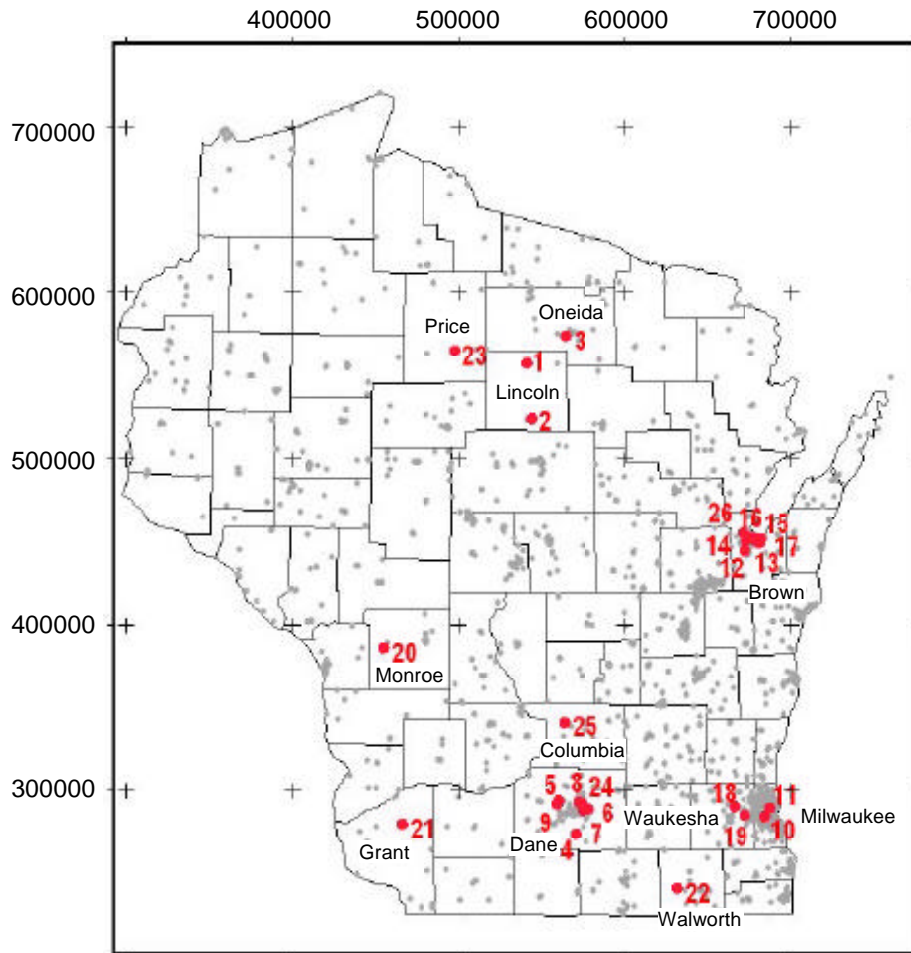 400000 500000 600000 700000
700000
600000
Price
Oneida
23
1
3
Lincoln
2
500000
26 16 15
14 17
12 13
Brown
400000
20
Monroe
25
Columbia
300000
5 8 24
18 11
9 6 Waukesha Milwaukee
21
Grant
Dane
4 7
19 10
22
Walworth